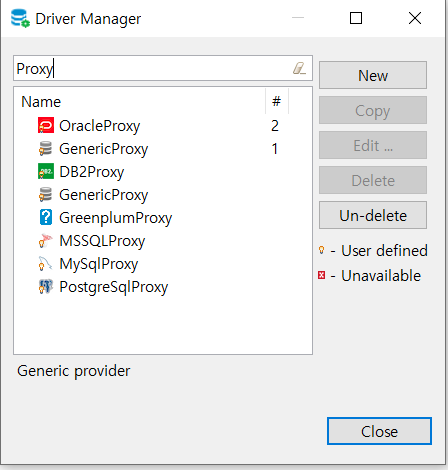 Driver Manager
Proxy
New
Name #
Copy
OracleProxy 2
GenericProxy 1
Edit ...
DB2Proxy
Delete
GenericProxy
GreenplumProxy
Un-delete
MSSQLProxy
- User defined
MySqlProxy
- Unavailable
PostgreSqlProxy
Generic provider
Close